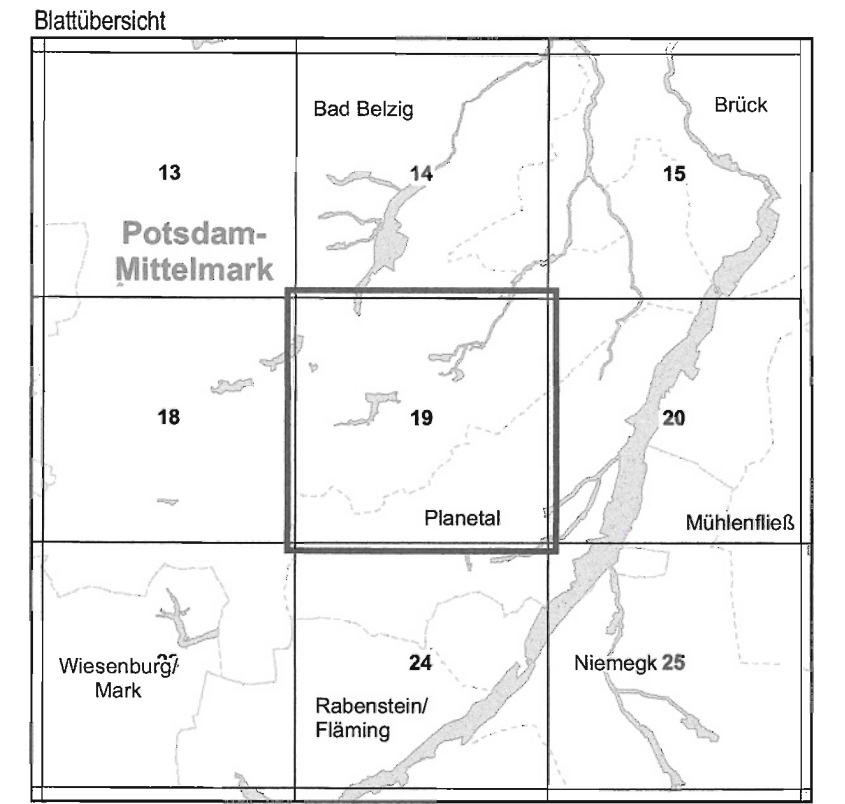 Blattübersicht
Bad Belzig
Brück
13
14
15
Potsdam-
Mittelmark
18
19
20
Planetal
Mühlenfließ
Wiesenburg/
Mark
24
Niemegk 25
Rabenstein/
Fläming